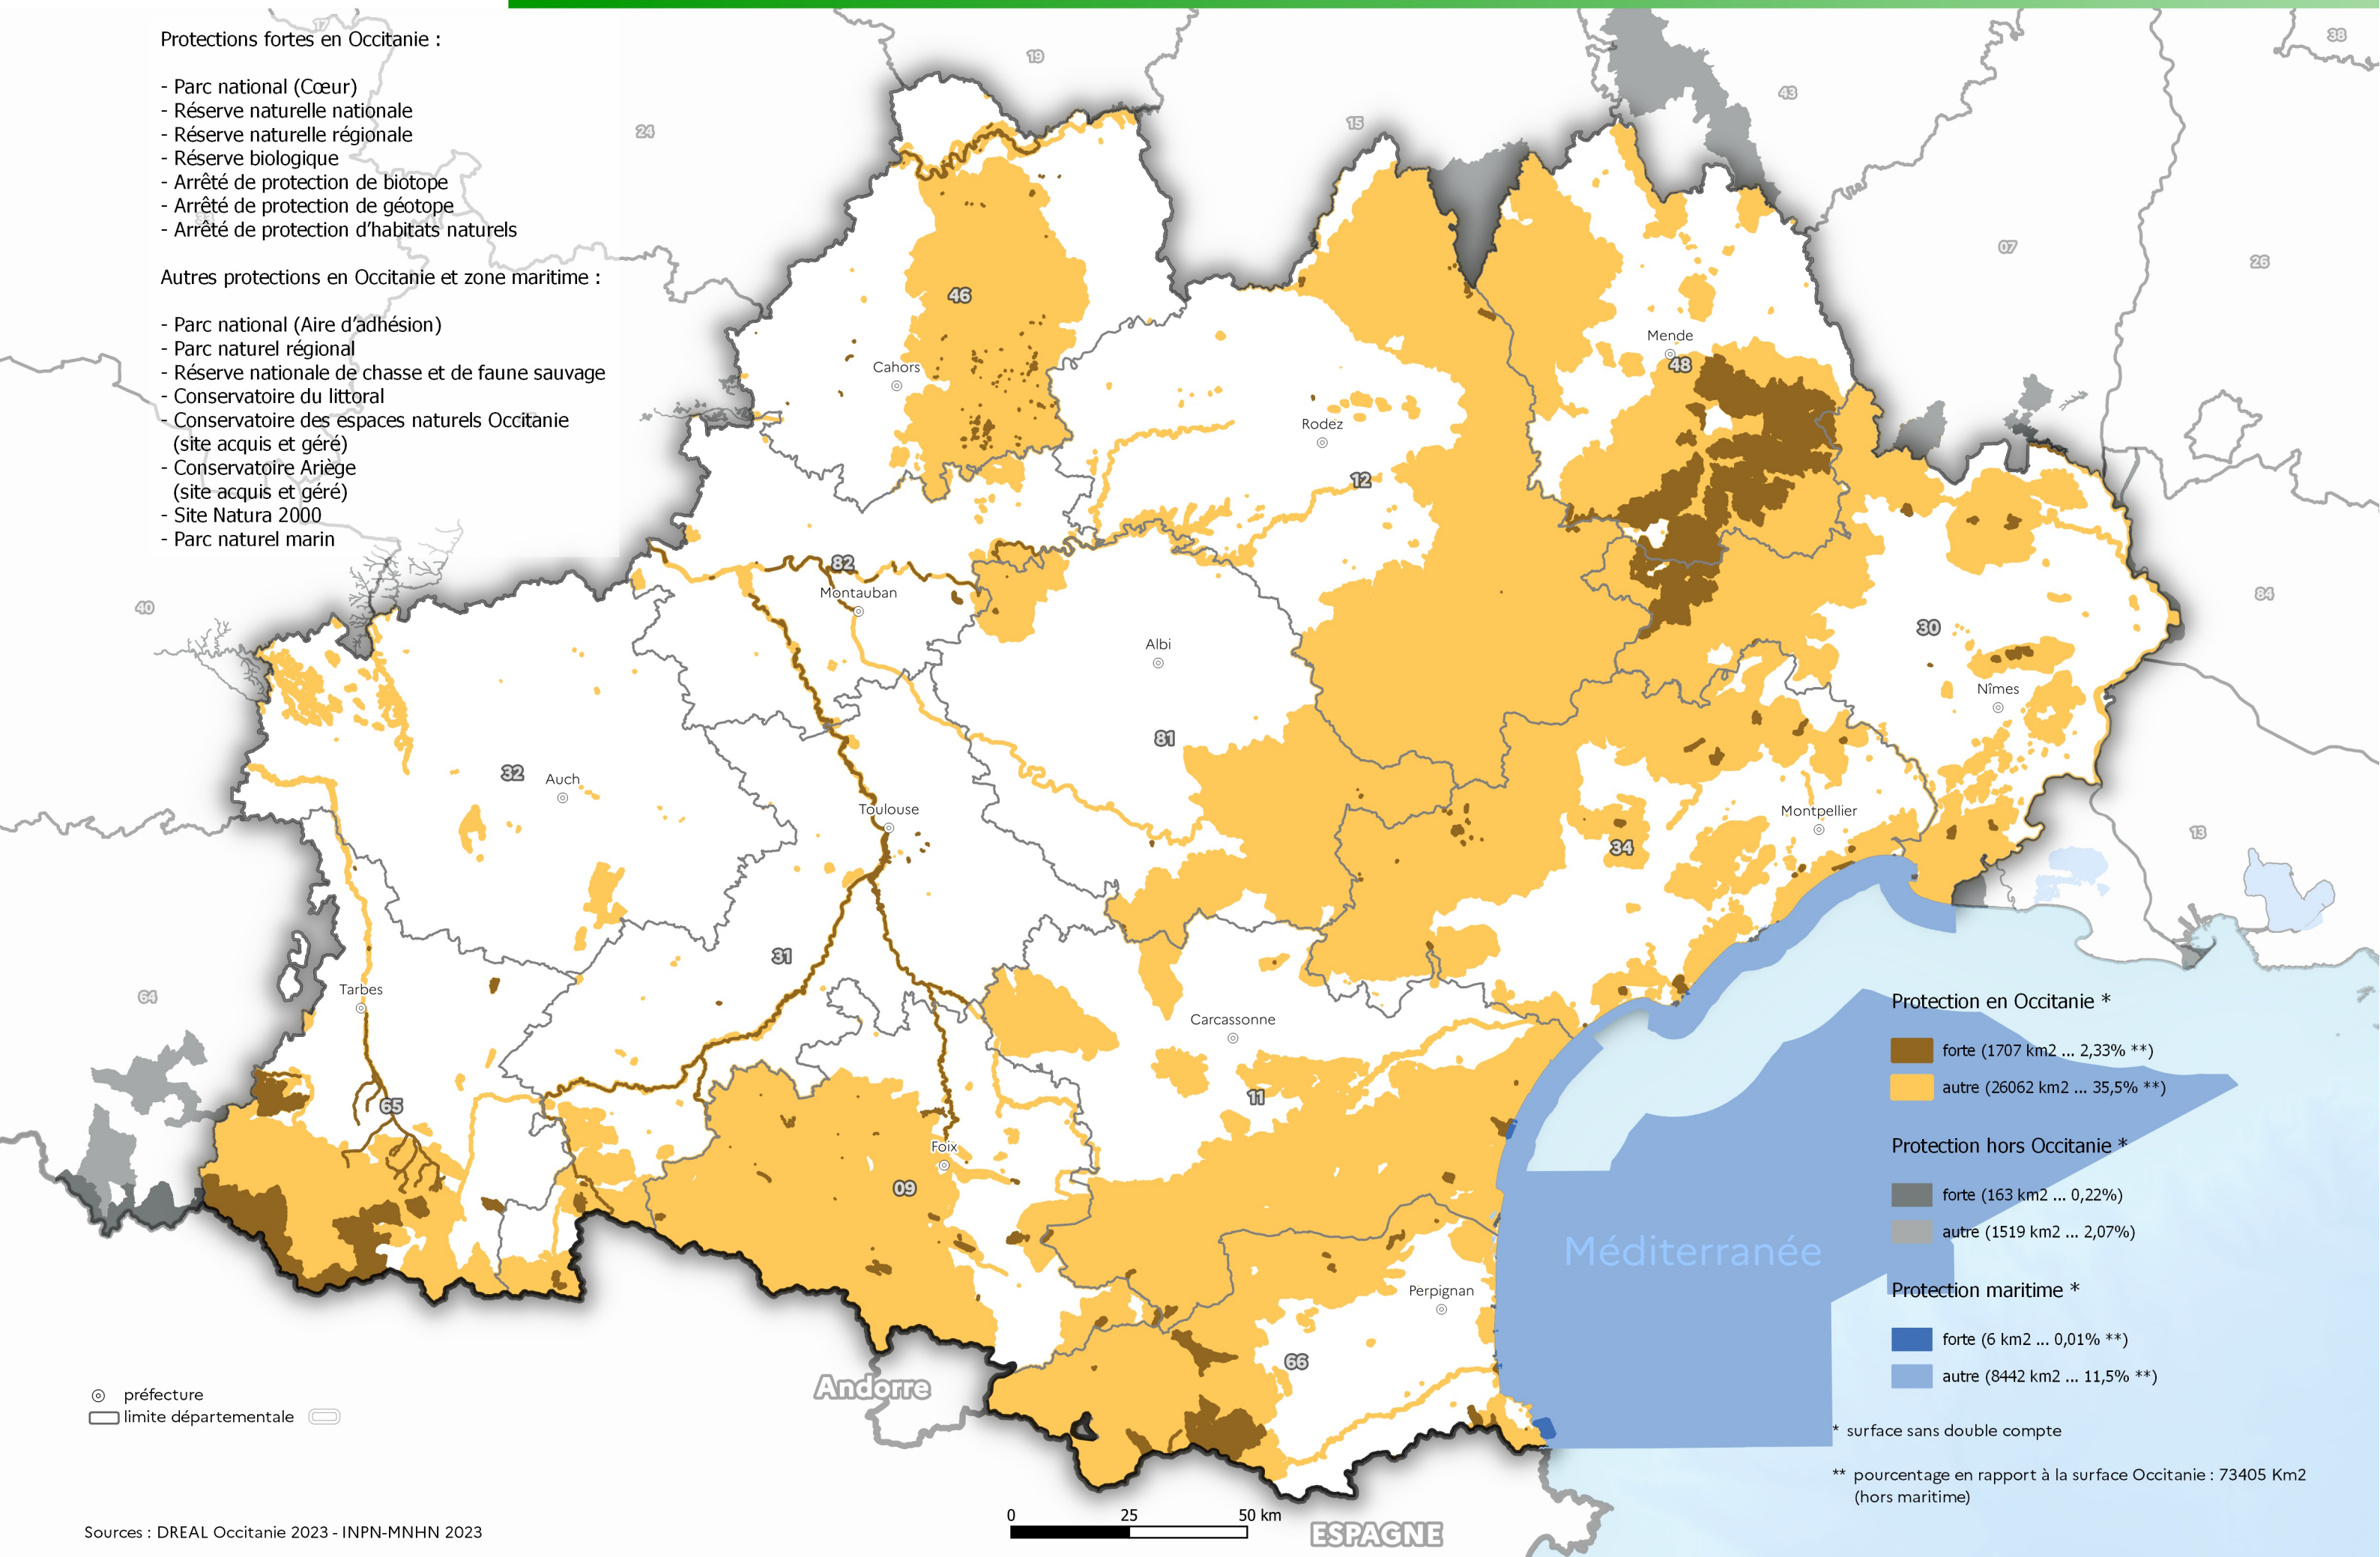 Protections fortes en Occitanie :
- Parc national (Cœur)
- Réserve naturelle nationale
- Réserve naturelle régionale
- Réserve biologique
- Arrêté de protection de biotope
- Arrêté de protection de géotope
- Arrêté de protection d'habitats naturels
Autres protections en Occitanie et zone maritime :
- Parc national (Aire d'adhésion)
- Parc naturel régional
- Réserve nationale de chasse et de faune sauvage
- Conservatoire du littoral
- Conservatoire des espaces naturels Occitanie
(site acquis et géré)
- Conservatoire Ariège
(site acquis et géré)
- Site Natura 2000
- Parc naturel marin
17
19
24
15
43
38
07
26
46
Cahors
Mende
48
Rodez
12
40
82
Montauban
84
30
Albi
Nîmes
81
32
Auch
Toulouse
Montpellier
13
34
31
64
Tarbes
Carcassonne
65
11
Foix
09
Méditerranée
Perpignan
66
Andorre
ESPAGNE
Protection en Occitanie *
forte (1707 km2 ... 2,33% **)
autre (26062 km2 ... 35,5% **)
Protection hors Occitanie *
forte (163 km2 ... 0,22%)
autre (1519 km2 ... 2,07%)
Protection maritime *
forte (6 km2 ... 0,01% **)
autre (8442 km2 ... 11,5% **)
* surface sans double compte
** pourcentage en rapport à la surface Occitanie : 73405 Km2
(hors maritime)
préfecture
limite départementale
0 25 50 km
Sources : DREAL Occitanie 2023 - INPN-MNHN 2023